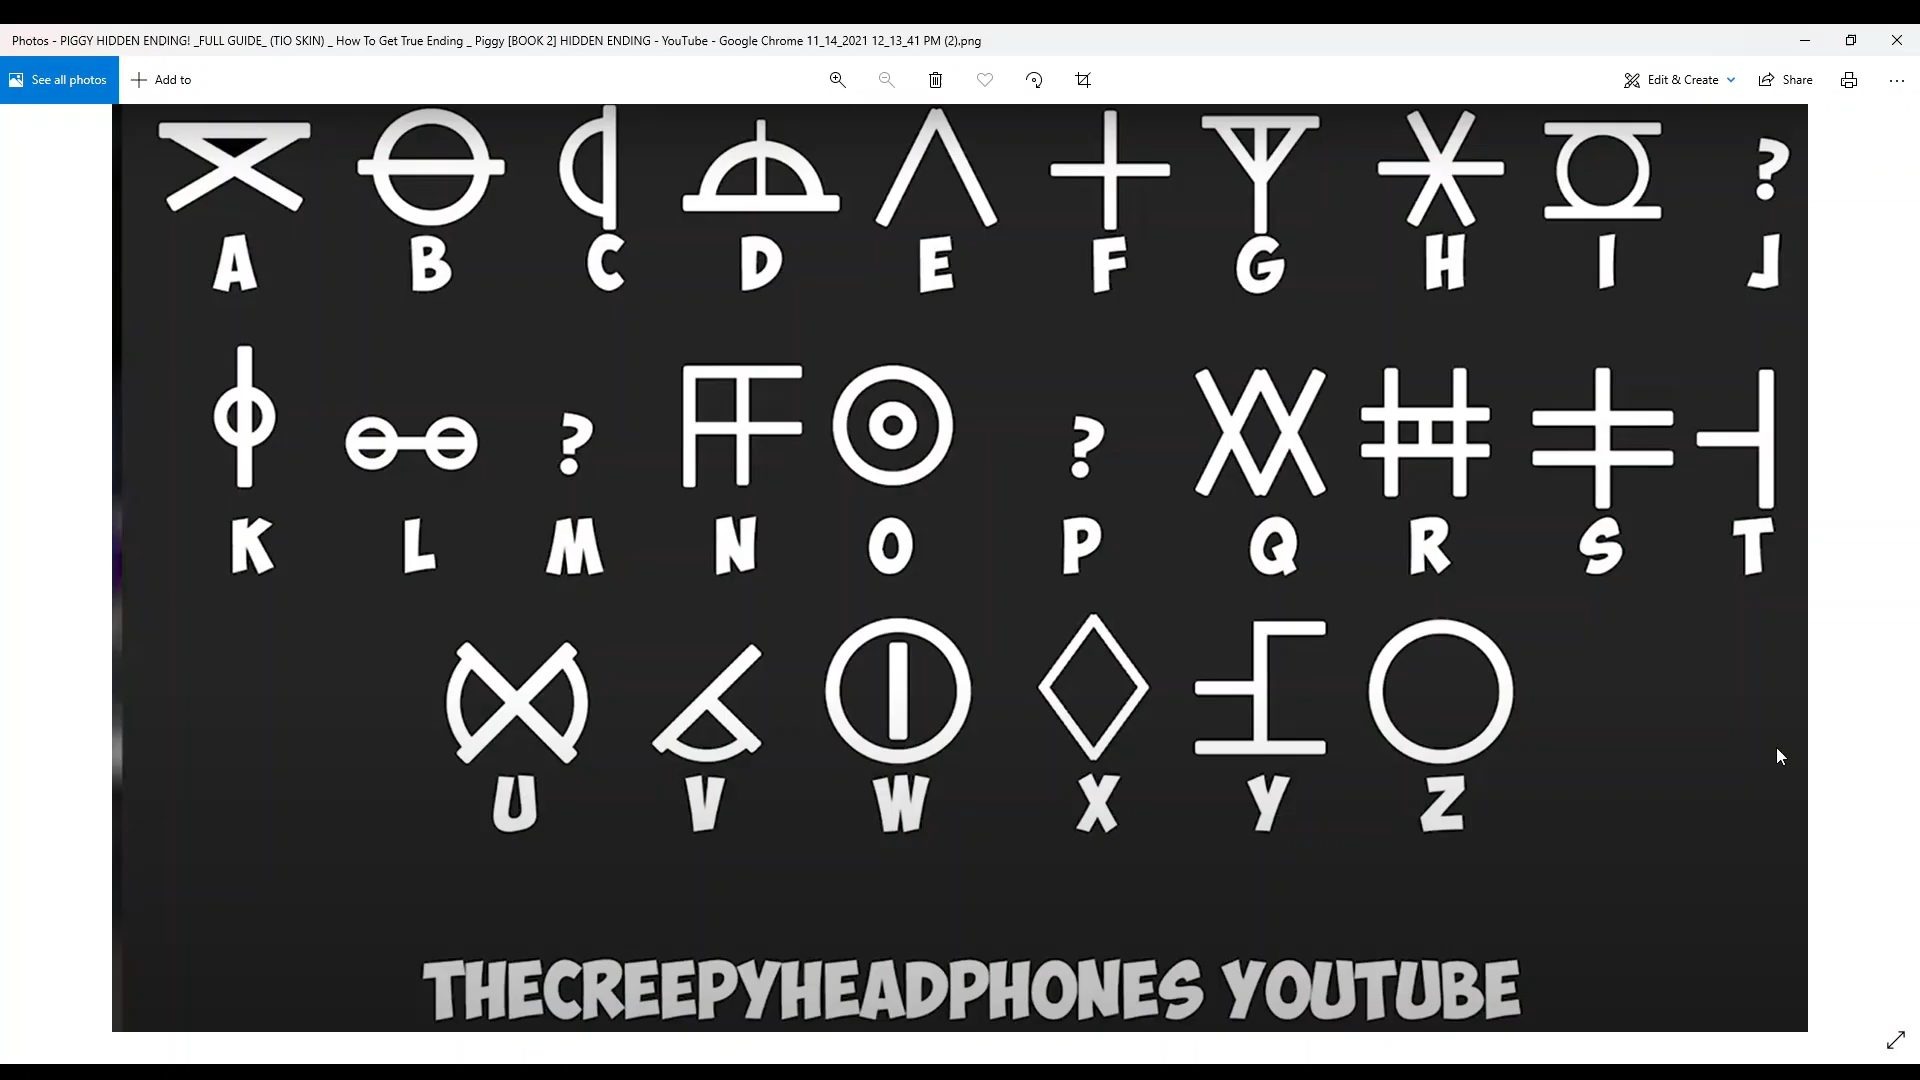 Photos - PIGGY HIDDEN ENDING! _FULL GUIDE_ (TIO SKIN) _ How To Get True Ending _ Piggy [BOOK 2] HIDDEN ENDING - YouTube - Google Chrome 11_14_2021 12_13_41 PM (2).png
See all photos Add to Edit & Create Share
?
A B C D E F G H I J
? ?
K L M N O P Q R S T
U V W X Y Z
THECREEPYHEADPHONES YOUTUBE